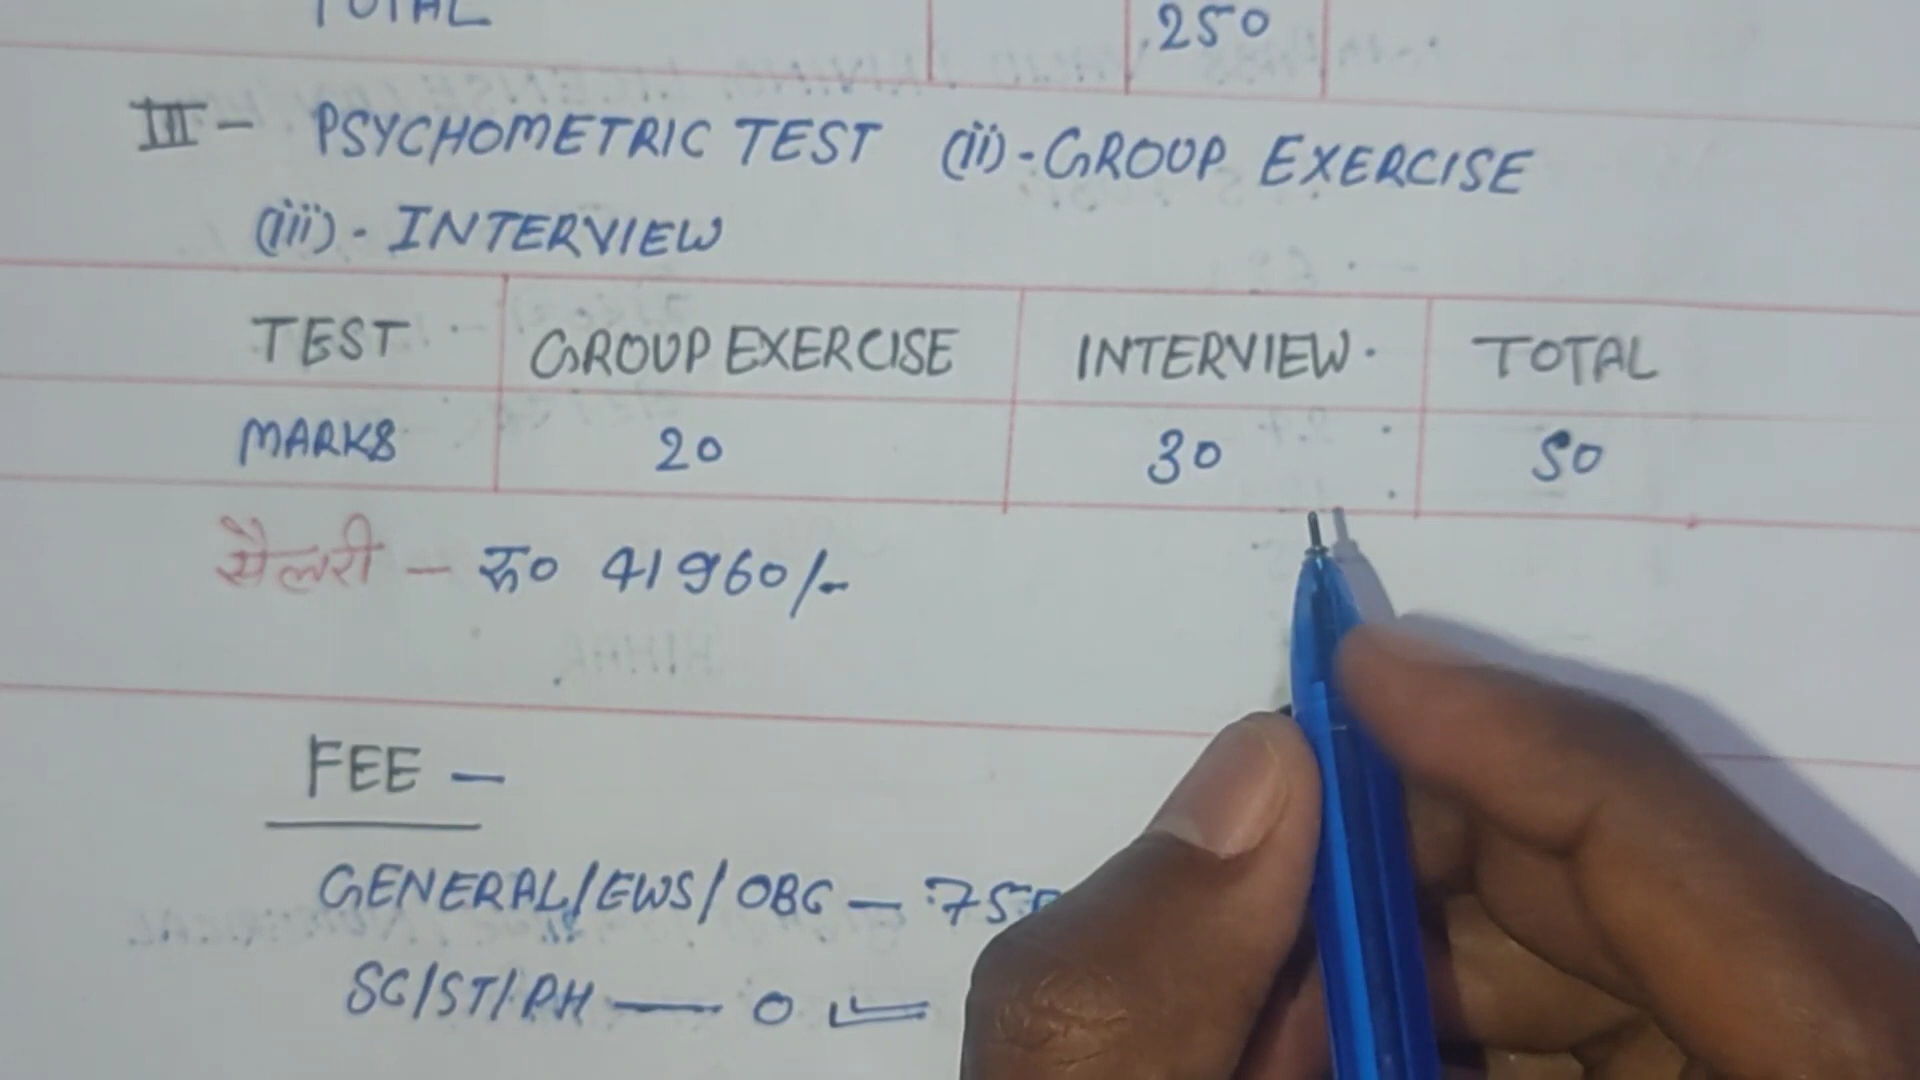 TOTAL 250
III - PSYCHOMETRIC TEST (ii) - GROUP EXERCISE
(iii) - INTERVIEW
TEST GROUP EXERCISE INTERVIEW TOTAL
MARKS 20 30 50
सैलरी - रु० 41960/-
FEE -
GENERAL/EWS/OBC - 750
SC/ST/PH - 0